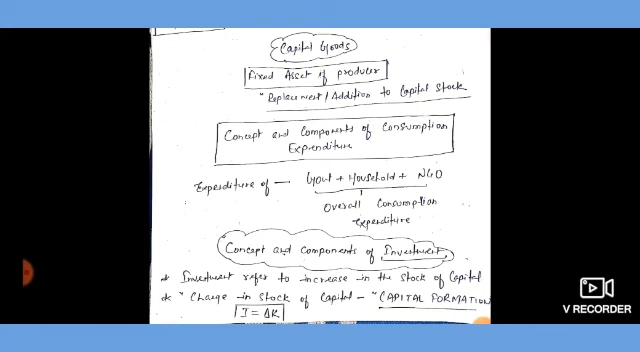 Capital Goods
Fixed Asset of producer
"Replacement/Addition to Capital Stock
Concept and Components of Consumption
Expenditure
Expenditure of — Govt + Household + NGO
Overall Consumption
Expenditure
Concept and components of Investment
* Investment refer to increase in the stock of Capital
* "Change in stock of Capital - "CAPITAL FORMATION
I = ΔK
V RECORDER